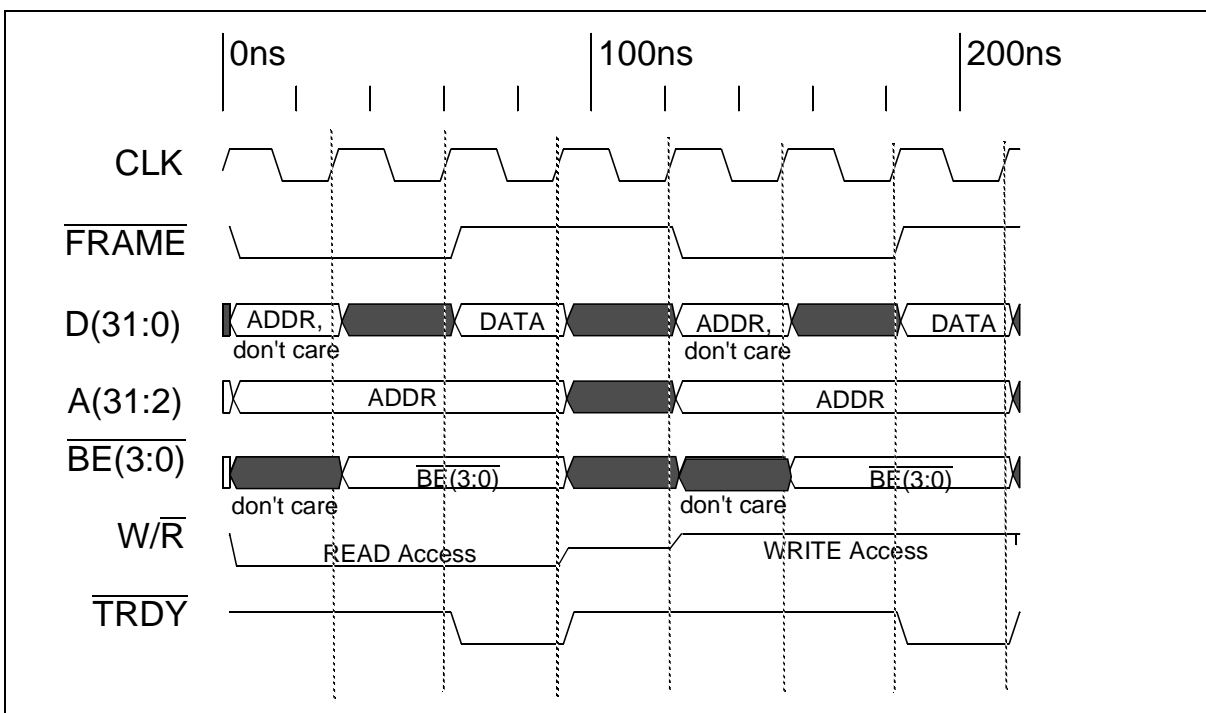 0ns 100ns 200ns
CLK
FRAME
D(31:0) ADDR, DATA ADDR, DATA
don't care don't care
A(31:2) ADDR ADDR
BE(3:0) BE(3:0) BE(3:0)
don't care don't care
W/R READ Access WRITE Access
TRDY